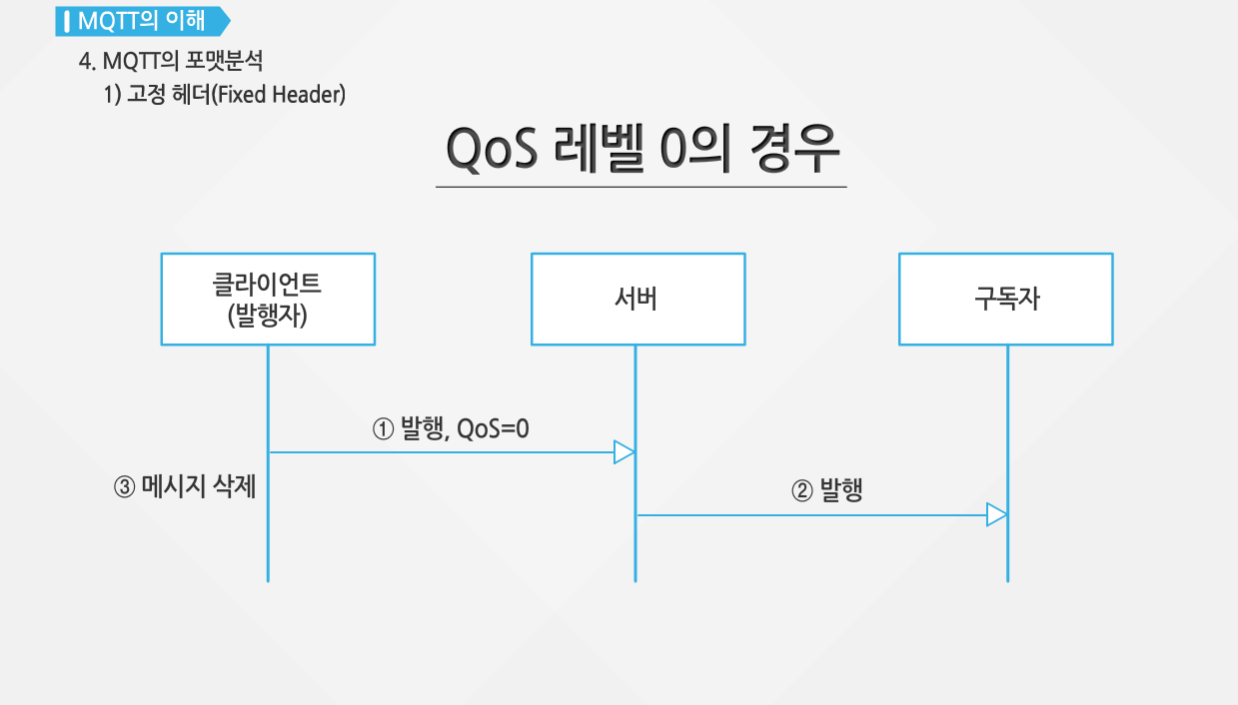 MQTT의 이해
4. MQTT의 포맷분석
1) 고정 헤더(Fixed Header)
QoS 레벨 0의 경우
클라이언트
(발행자)
서버
구독자
① 발행, QoS=0
③ 메시지 삭제
② 발행